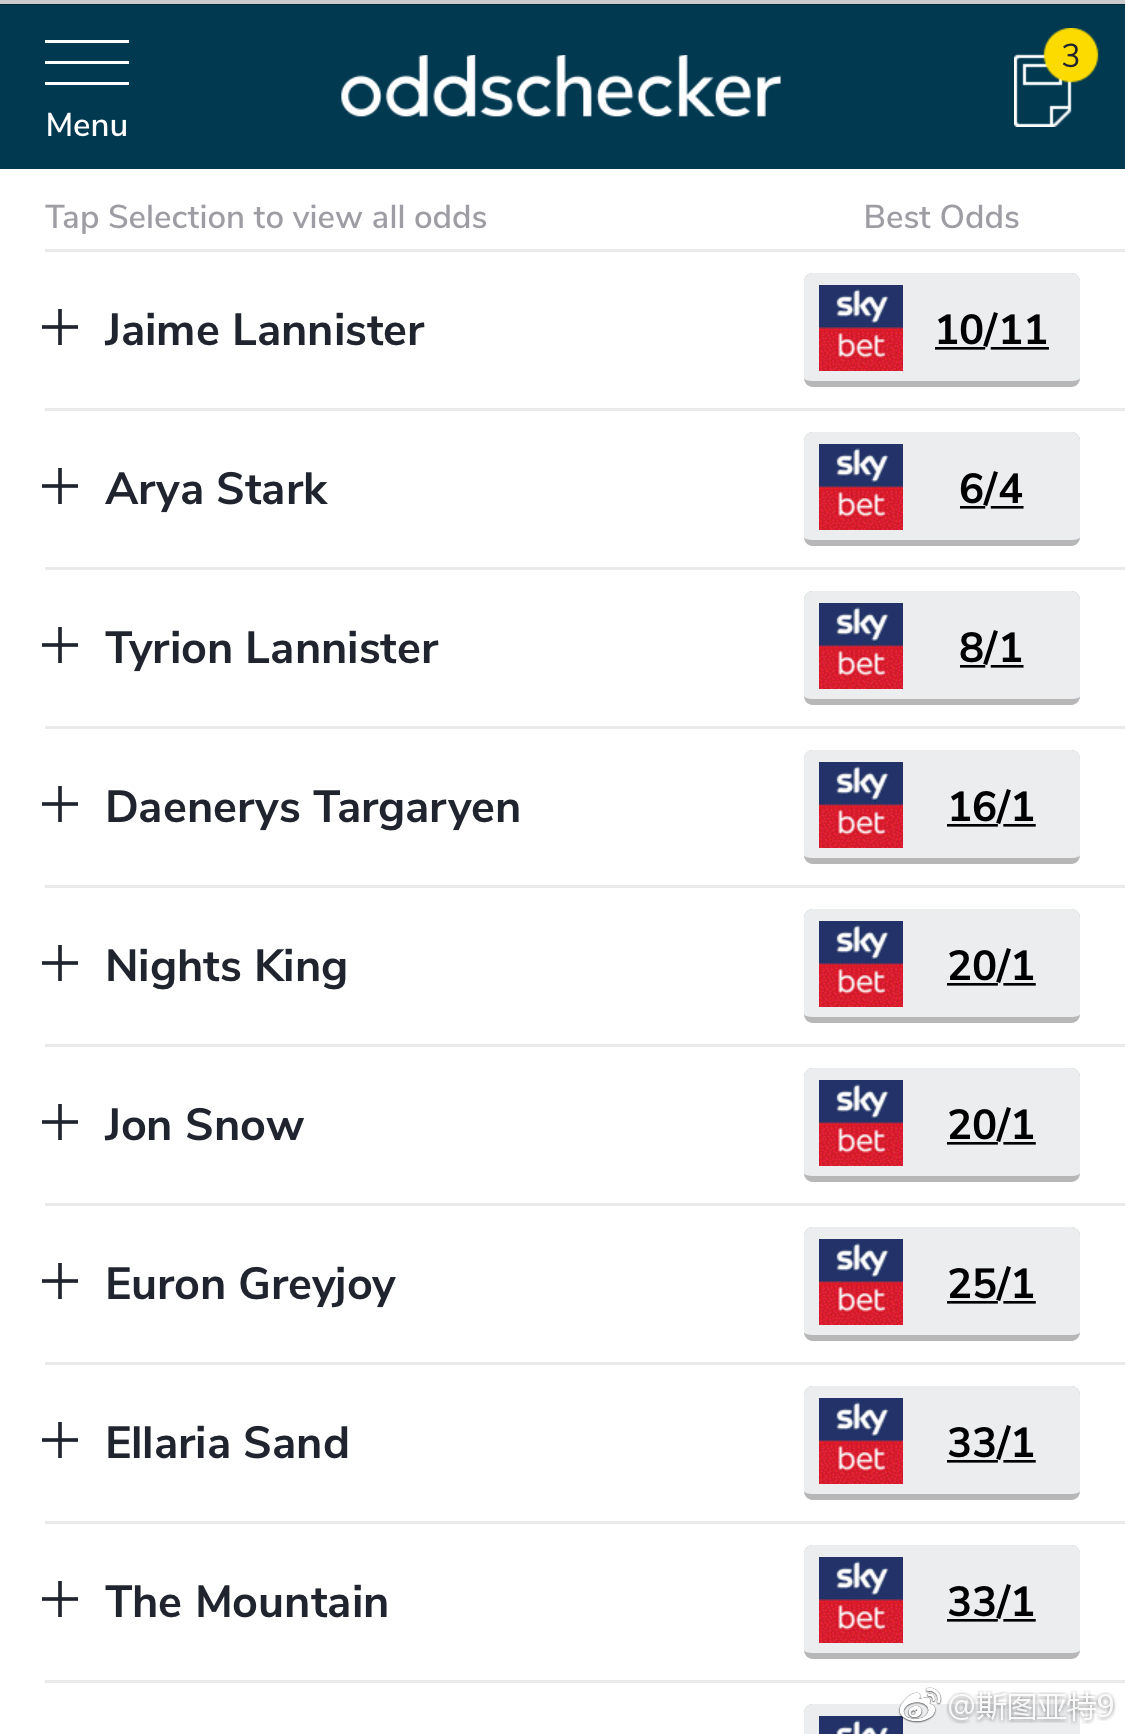 Menu
oddschecker
3
Tap Selection to view all odds Best Odds
Jaime Lannister sky bet 10/11
Arya Stark sky bet 6/4
Tyrion Lannister sky bet 8/1
Daenerys Targaryen sky bet 16/1
Nights King sky bet 20/1
Jon Snow sky bet 20/1
Euron Greyjoy sky bet 25/1
Ellaria Sand sky bet 33/1
The Mountain sky bet 33/1
sky
@斯图亚特9